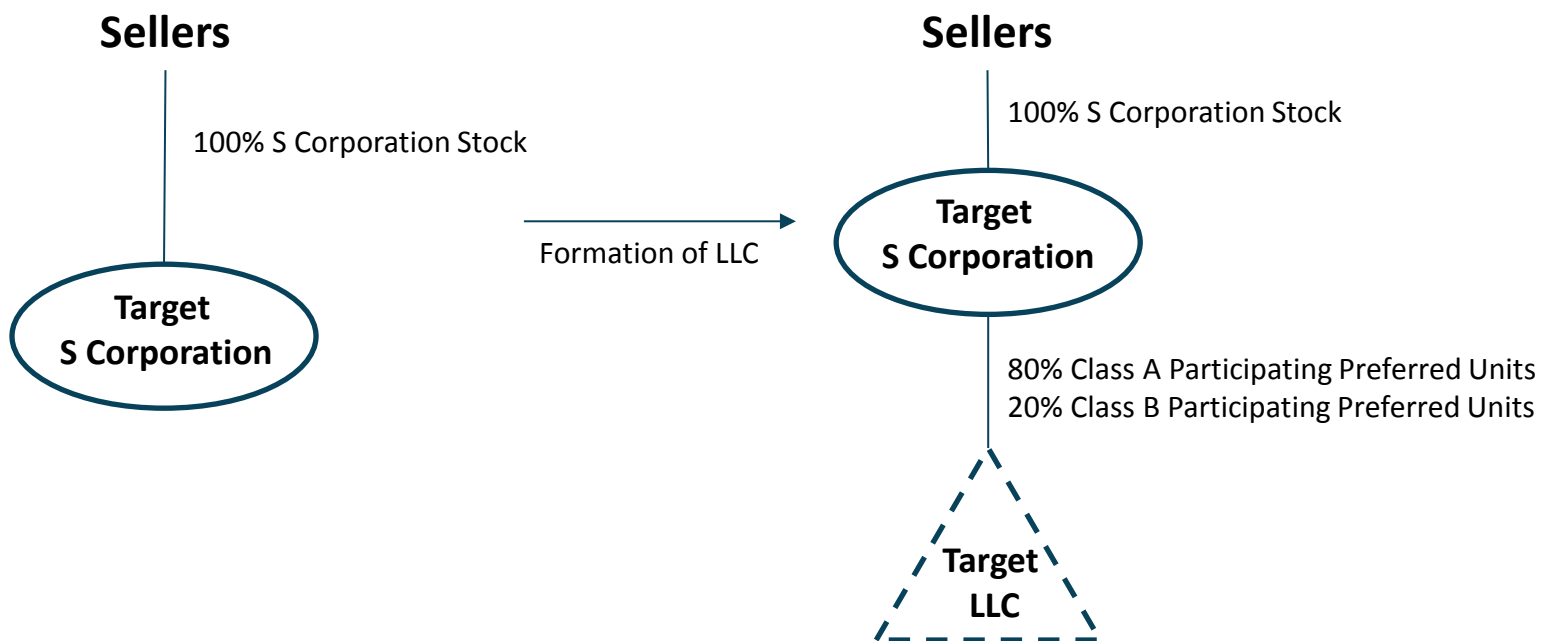 Sellers
100% S Corporation Stock
Target
S Corporation
Formation of LLC
Sellers
100% S Corporation Stock
Target
S Corporation
80% Class A Participating Preferred Units
20% Class B Participating Preferred Units
Target
LLC